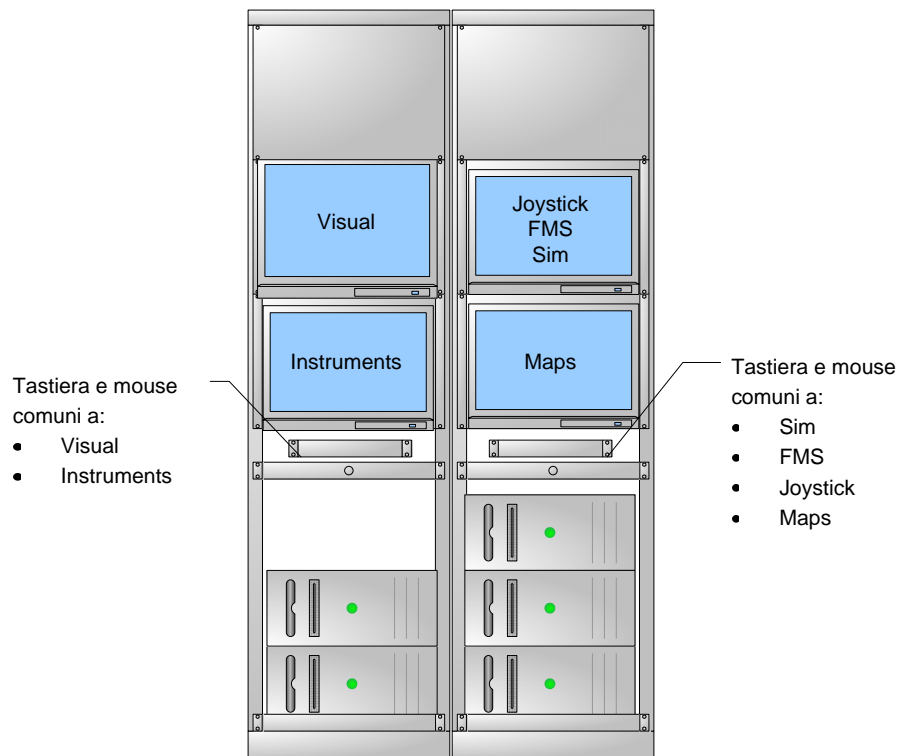 Visual
Joystick
FMS
Sim
Instruments
Maps
Tastiera e mouse
comuni a:
• Visual
• Instruments
Tastiera e mouse
comuni a:
• Sim
• FMS
• Joystick
• Maps